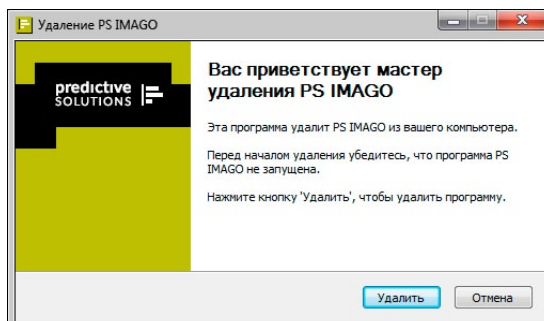 Удаление PS IMAGO
predictive
SOLUTIONS
Вас приветствует мастер
удаления PS IMAGO
Эта программа удалит PS IMAGO из вашего компьютера.
Перед началом удаления убедитесь, что программа PS
IMAGO не запущена.
Нажмите кнопку 'Удалить', чтобы удалить программу.
Удалить
Отмена